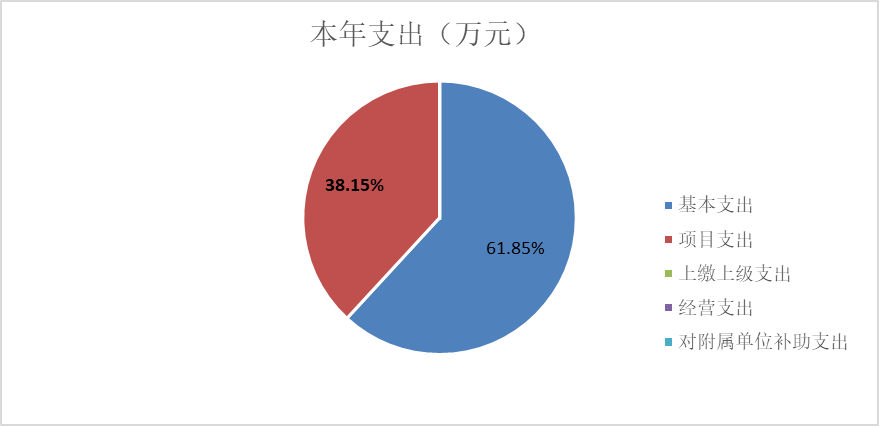 本年支出（万元）
38.15%
61.85%
基本支出
项目支出
上缴上级支出
经营支出
对附属单位补助支出